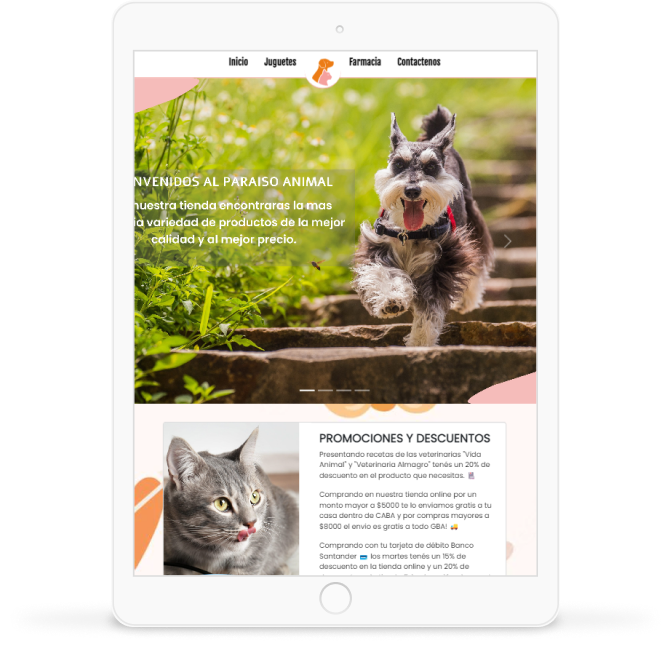 Inicio Juguetes Farmacia Contactenos
NVENIDOS AL PARAISO ANIMAL
nuestra tienda encontraras la mas
ia variedad de productos de la mejor
calidad y al mejor precio.
PROMOCIONES Y DESCUENTOS
Presentando recetas de las veterinarias "Vida
Animal" y "Veterinaria Almagro" tenés un 20% de
descuento en el producto que necesitas.
Comprando en nuestra tienda online por un
monto mayor a $5000 te lo enviamos gratis a tu
casa dentro de CABA y por compras mayores a
$8000 el envio es gratis a todo GBA!
Comprando con tu tarjeta de débito Banco
Santander los martes tenés un 15% de
descuento en la tienda online y un 20% de